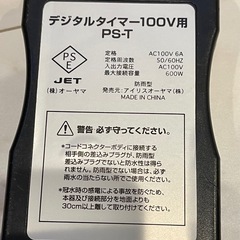 デジタルタイマー100V用
PS-T
PS
E
JET
(株)オーヤマ
定格 AC100V 6A
定格周波数 50/60HZ
入出力電圧 AC100V
最大接続容量 600W
防雨型
発売元:アイリスオーヤマ(株)
MADE IN CHINA
警告 必ず守ってください。
●コードコネクターボディに接続する
相手側の差込みプラグが、防雨型
差込みプラグでないと防水性は得ら
れませんので、このような場合は、必ず
雨水の当たらない所でご使用ください。
●冠水時の感電による事故を防ぐため、
本器及び接続部分は地面から
30cm以上離して取り付けてください。